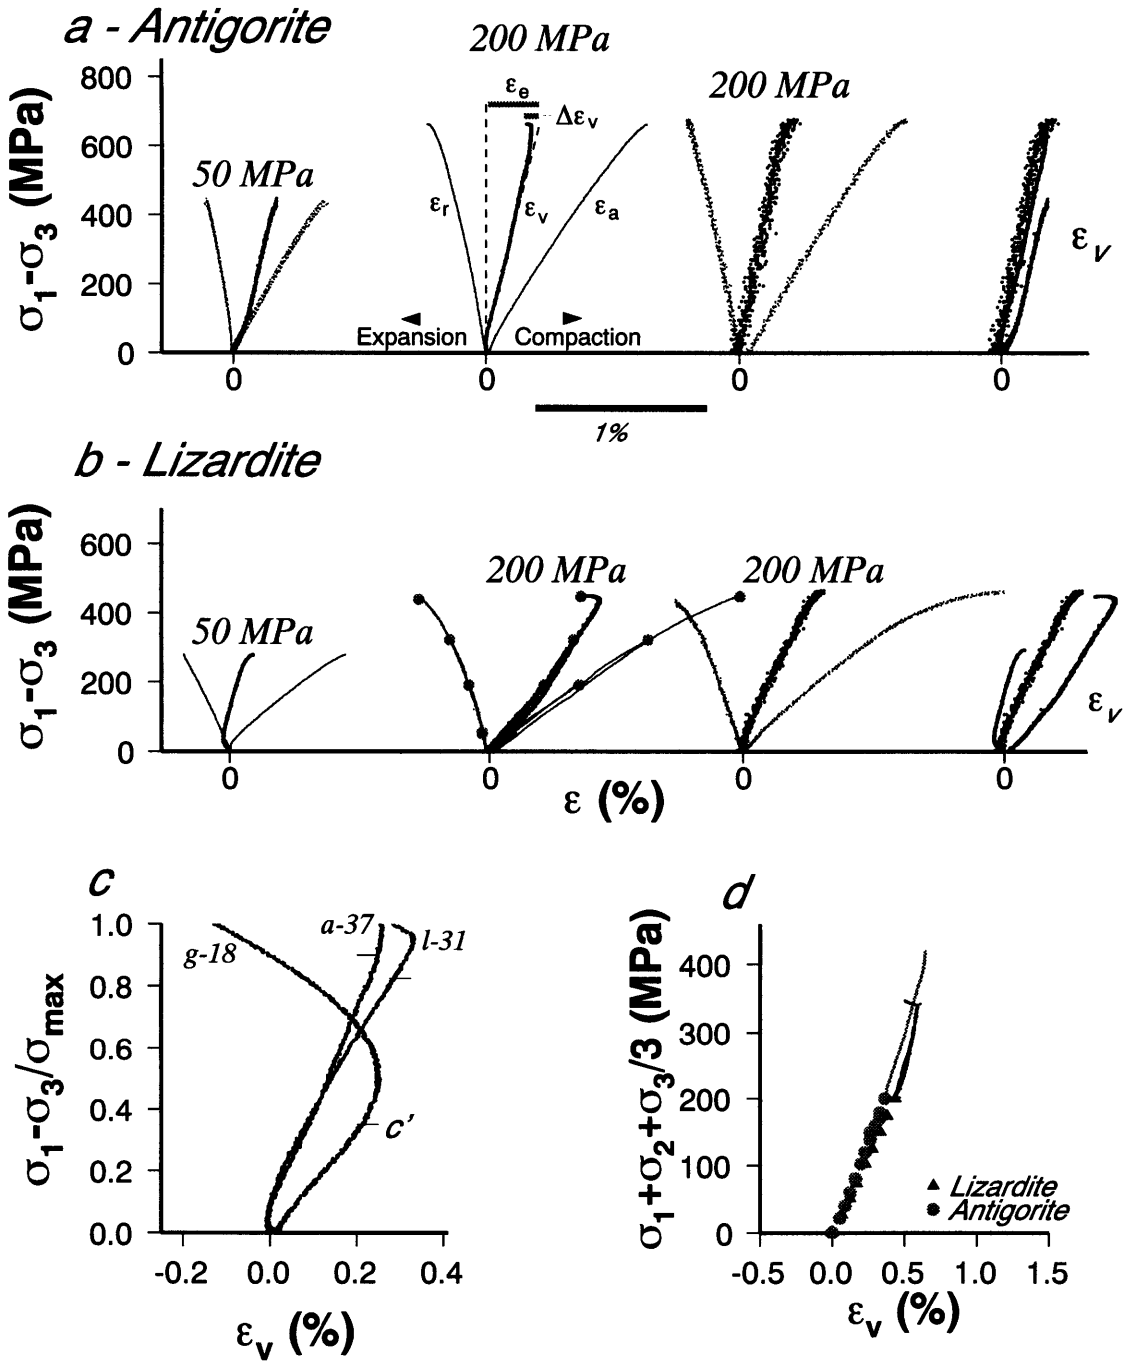 a - Antigorite
200 MPa
800
600
400
200
0
σ1-σ3 (MPa)
50 MPa
εe
Δεv
εr
εv
εa
200 MPa
εv
Expansion
Compaction
0
0
0
0
1%
b - Lizardite
600
400
200
0
σ1-σ3 (MPa)
50 MPa
200 MPa
200 MPa
εv
0
0
0
0
ε (%)
c
1.0
0.8
0.6
0.4
0.2
0.0
σ1-σ3/σmax
g-18
a-37
l-31
c'
-0.2
0.0
0.2
0.4
εv (%)
d
400
300
200
100
0
σ1+σ2+σ3/3 (MPa)
Lizardite
Antigorite
-0.5
0.0
0.5
1.0
1.5
εv (%)